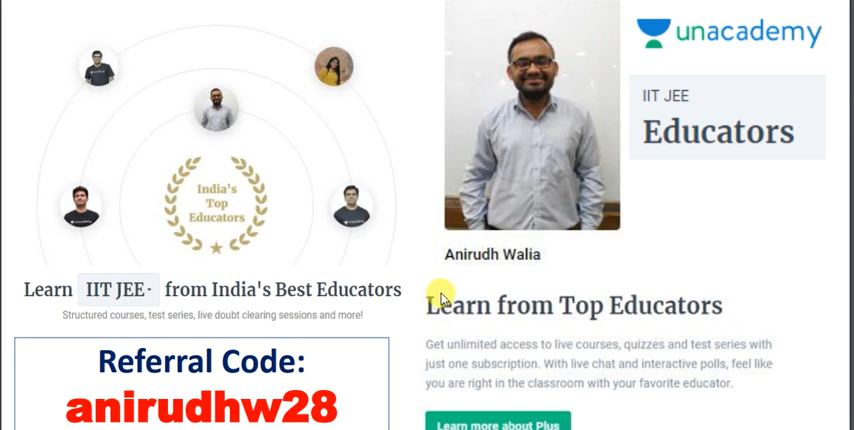 India's
Top
Educators
Learn IIT JEE from India's Best Educators
Structured courses, test series, live doubt clearing sessions and more!
Referral Code:
anirudhw28
unacademy
IIT JEE
Educators
Anirudh Walia
Learn from Top Educators
Get unlimited access to live courses, quizzes and test series with
just one subscription. With live chat and interactive polls, feel like
you are right in the classroom with your favorite educator.
Learn more about Plus